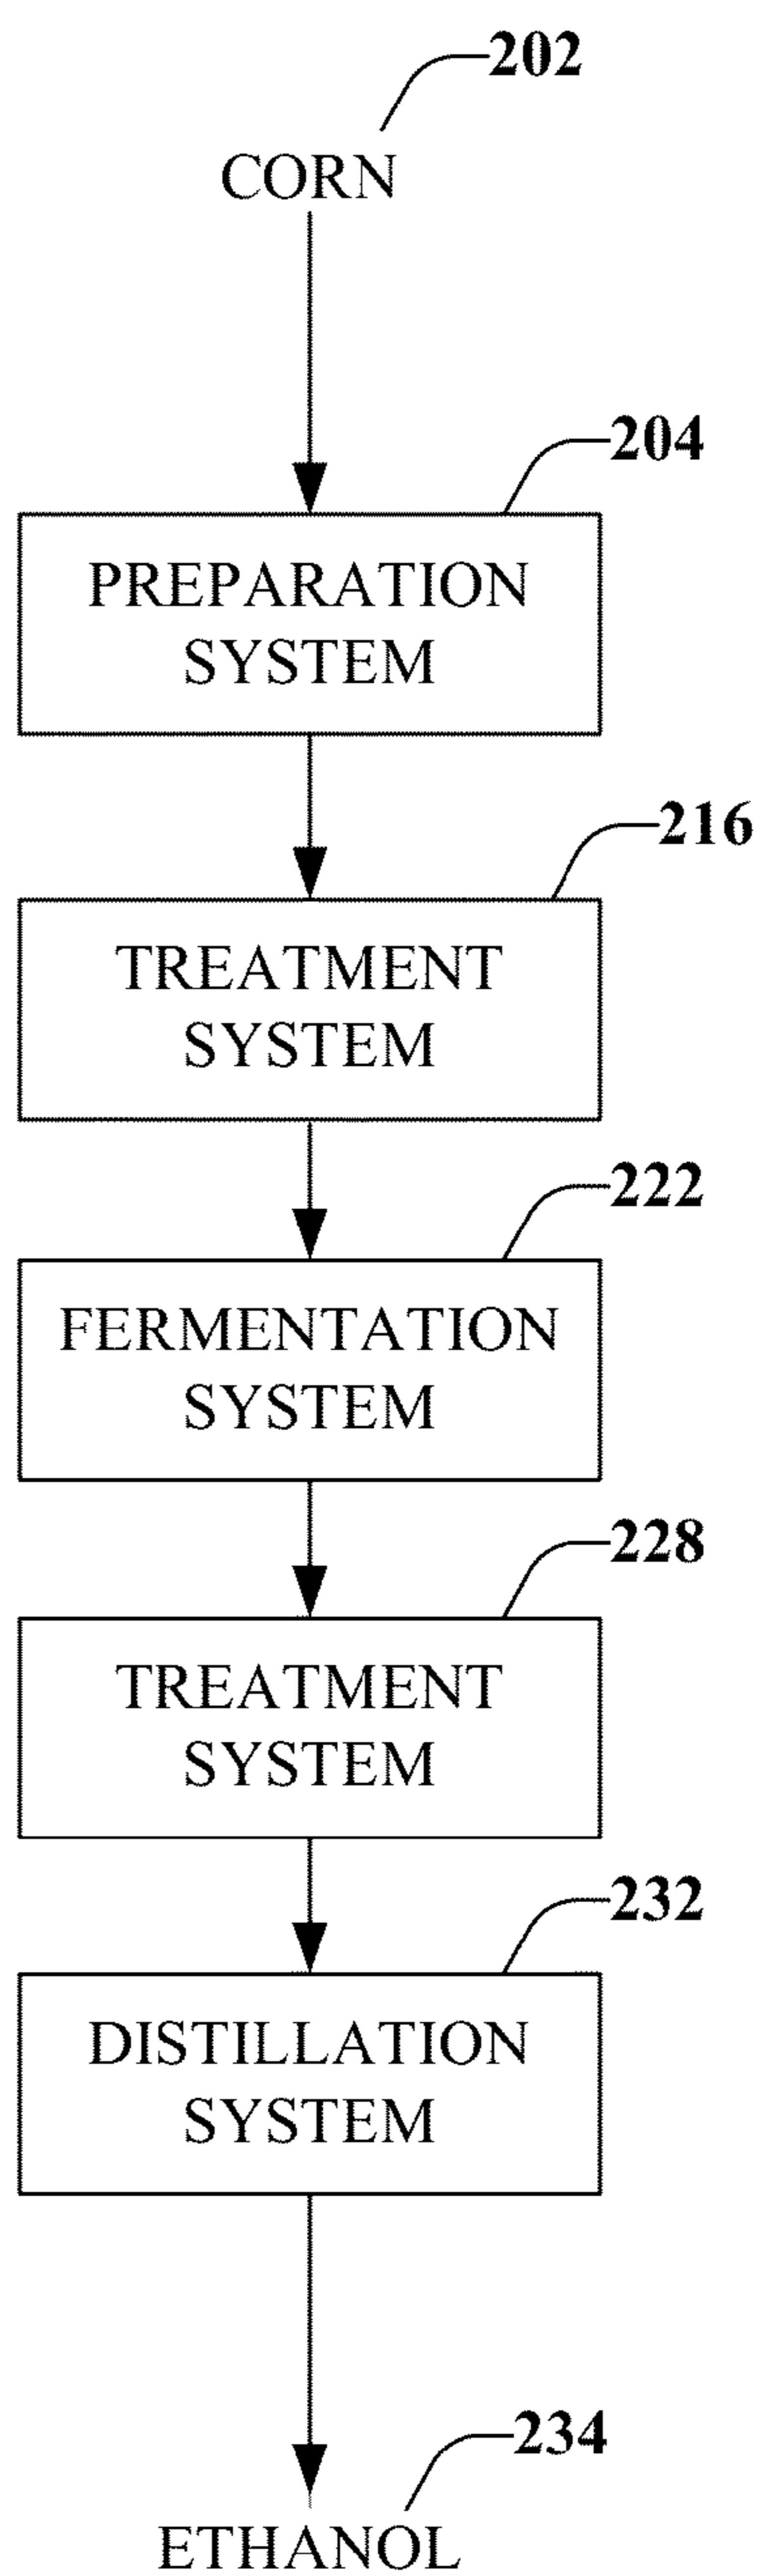 202
CORN
204
PREPARATION
SYSTEM
216
TREATMENT
SYSTEM
222
FERMENTATION
SYSTEM
228
TREATMENT
SYSTEM
232
DISTILLATION
SYSTEM
234
ETHANOL